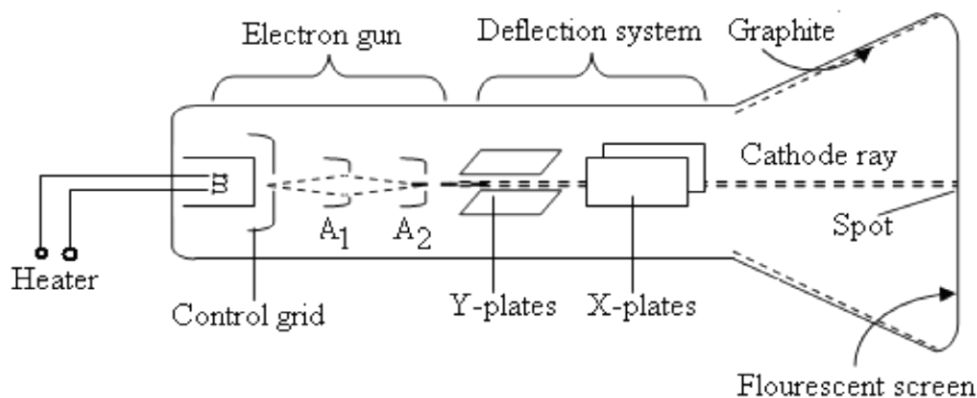 Electron gun
Deflection system
Graphite
Cathode ray
A1
A2
Spot
Heater
Control grid
Y-plates
X-plates
Flourescent screen